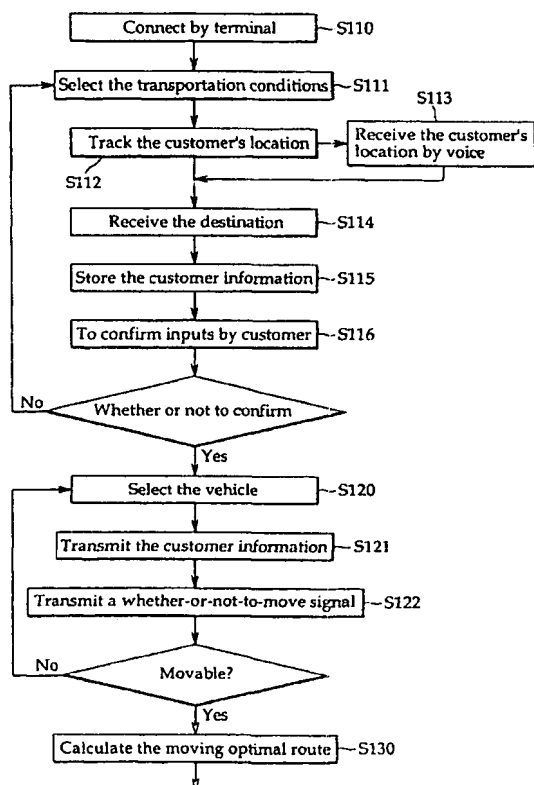 Connect by terminal
S110
Select the transportation conditions
S111
S113
Track the customer's location
Receive the customer's
location by voice
S112
Receive the destination
S114
Store the customer information
S115
To confirm inputs by customer
S116
No
Whether or not to confirm
Yes
Select the vehicle
S120
Transmit the customer information
S121
Transmit a whether-or-not-to-move signal
S122
No
Movable?
Yes
Calculate the moving optimal route
S130